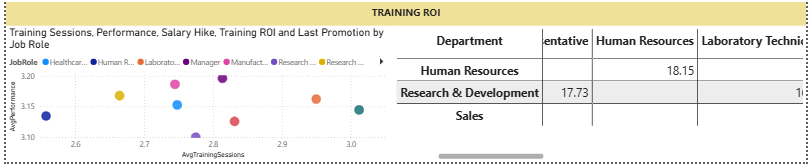 TRAINING ROI
Training Sessions, Performance, Salary Hike, Training ROI and Last Promotion by
Job Role
JobRole Healthcar... Human R... Laborato... Manager Manufact... Research ... Research ...
AvgPerformance
3.20
3.15
3.10
2.6 2.7 2.8 2.9 3.0
AvgTrainingSessions
Department entative Human Resources Laboratory Technic
Human Resources 18.15
Research & Development 17.73
Sales